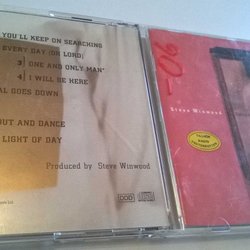 YOU'LL KEEP ON SEARCHING
EVERY DAY (OH LORD)
3 ONE AND ONLY MAN
4 I WILL BE HERE
AL GOES DOWN
OUT AND DANCE
LIGHT OF DAY
Produced by Steve Winwood
DDD
Steve Winwood